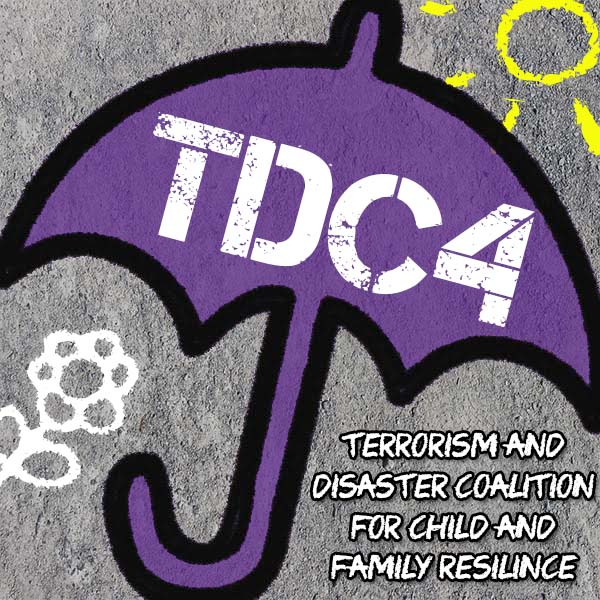 TDC4
TERRORISM AND
DISASTER COALITION
FOR CHILD AND
FAMILY RESILINCE